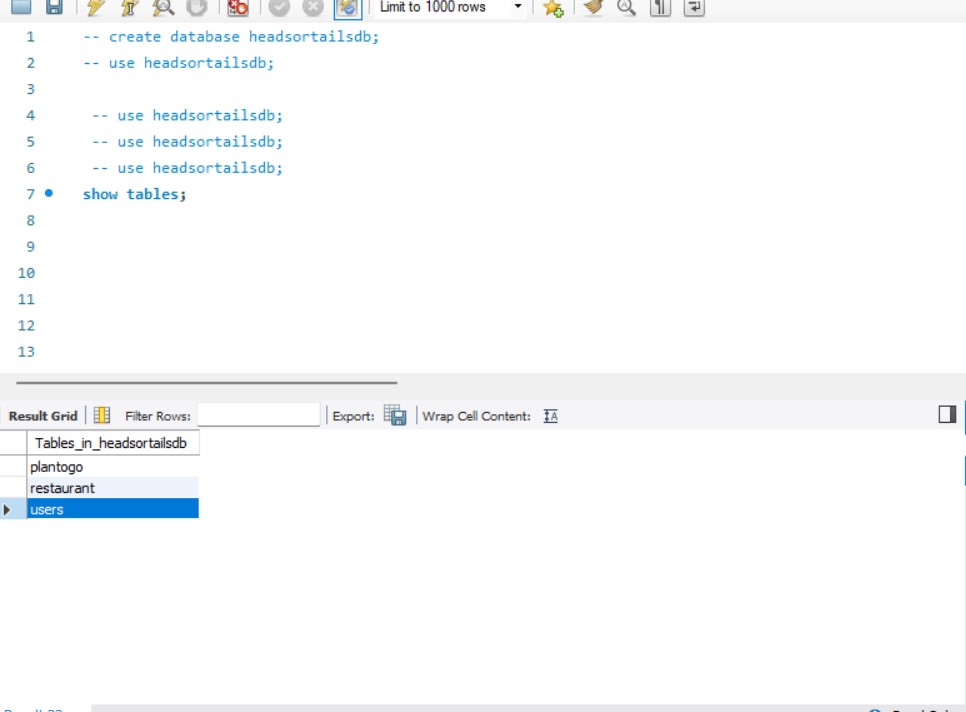 Limit to 1000 rows
1 -- create database headsortailsdb;
2 -- use headsortailsdb;
3
4 -- use headsortailsdb;
5 -- use headsortailsdb;
6 -- use headsortailsdb;
7 show tables;
8
9
10
11
12
13
Result Grid Filter Rows: Export: Wrap Cell Content:
Tables_in_headsortailsdb
plantogo
restaurant
users